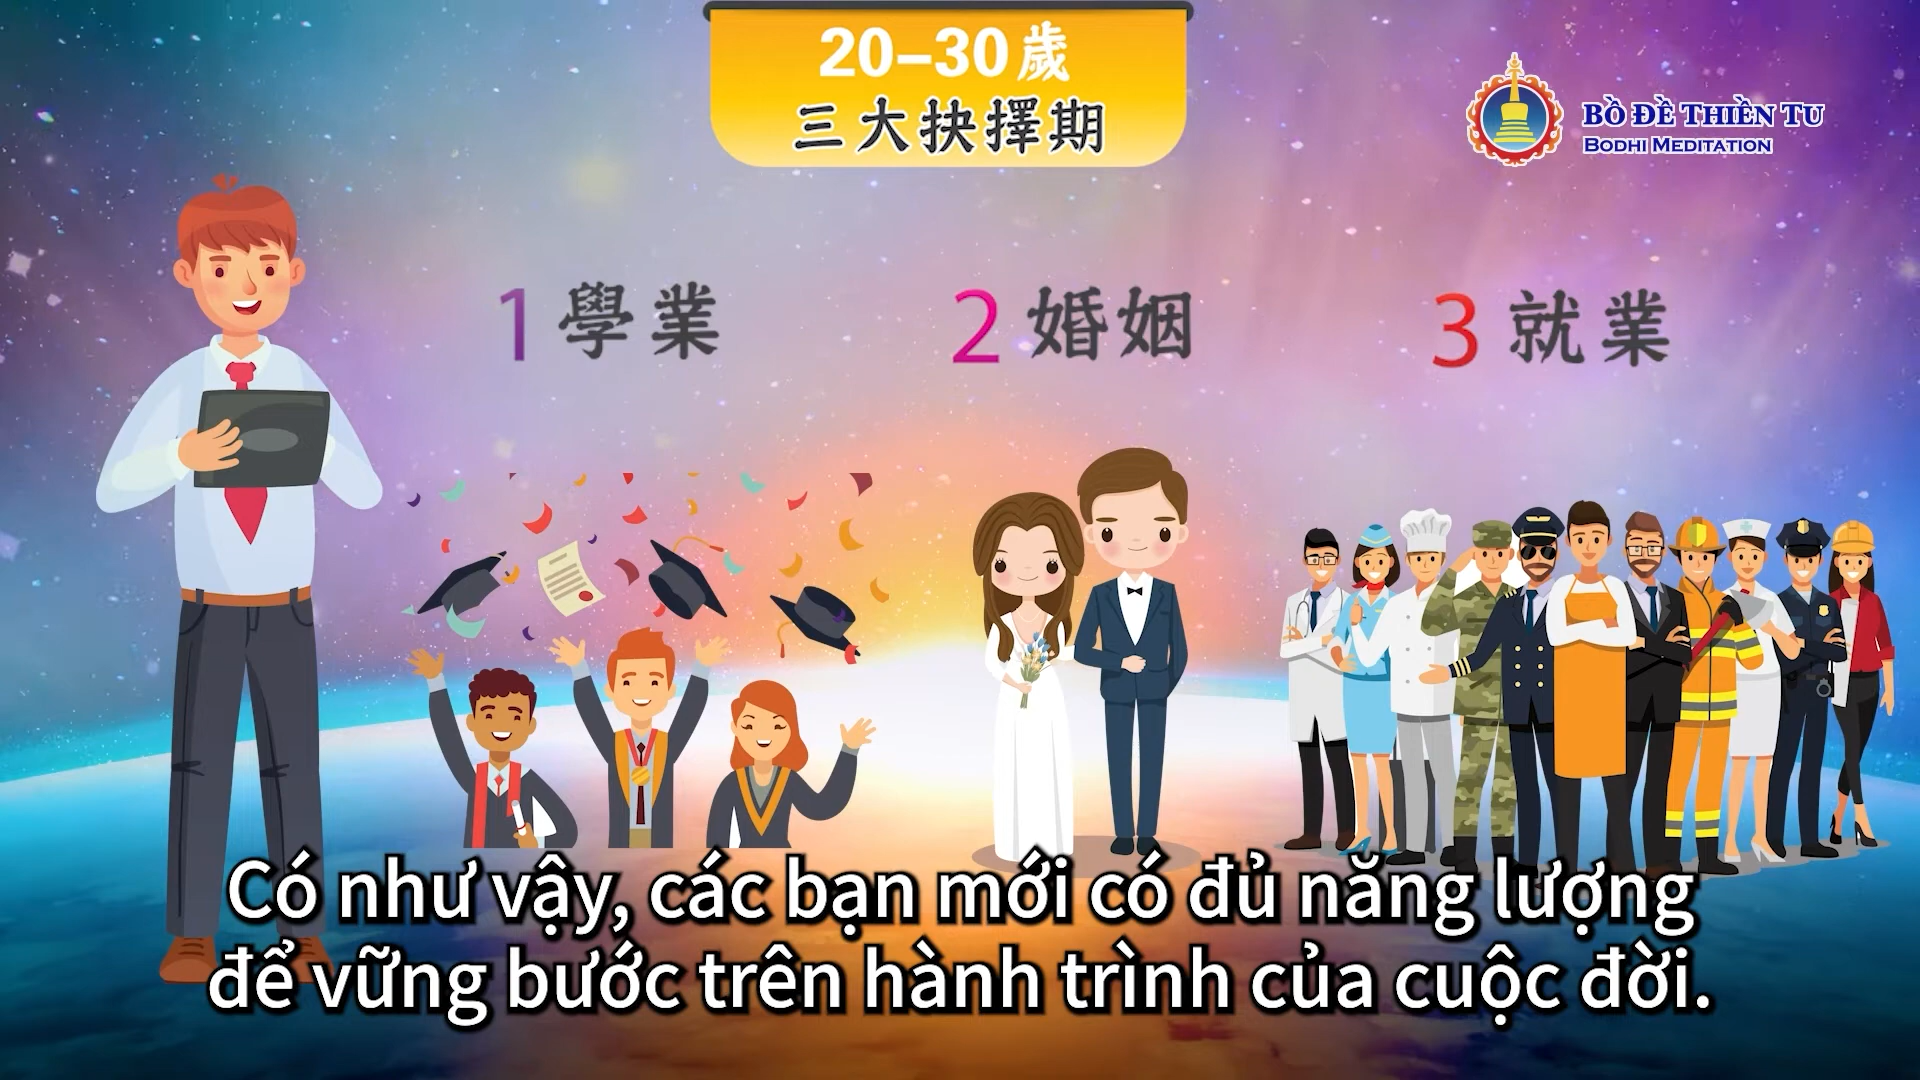 20–30歲
三大抉擇期
BỒ ĐỀ THIỀN TU
BODHI MEDITATION
1 學業
2 婚姻
3 就業
Có như vậy, các bạn mới có đủ năng lượng
để vững bước trên hành trình của cuộc đời.